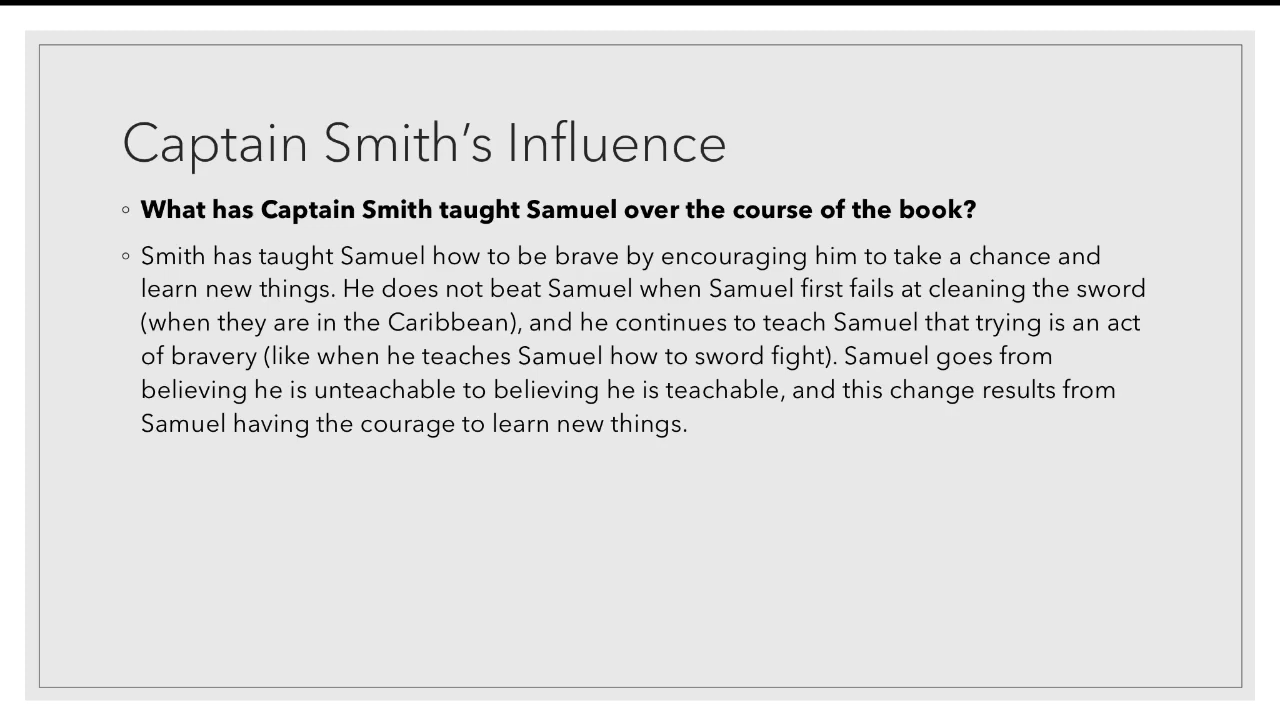 Captain Smith’s Influence
◦ What has Captain Smith taught Samuel over the course of the book?
◦ Smith has taught Samuel how to be brave by encouraging him to take a chance and
learn new things. He does not beat Samuel when Samuel first fails at cleaning the sword
(when they are in the Caribbean), and he continues to teach Samuel that trying is an act
of bravery (like when he teaches Samuel how to sword fight). Samuel goes from
believing he is unteachable to believing he is teachable, and this change results from
Samuel having the courage to learn new things.